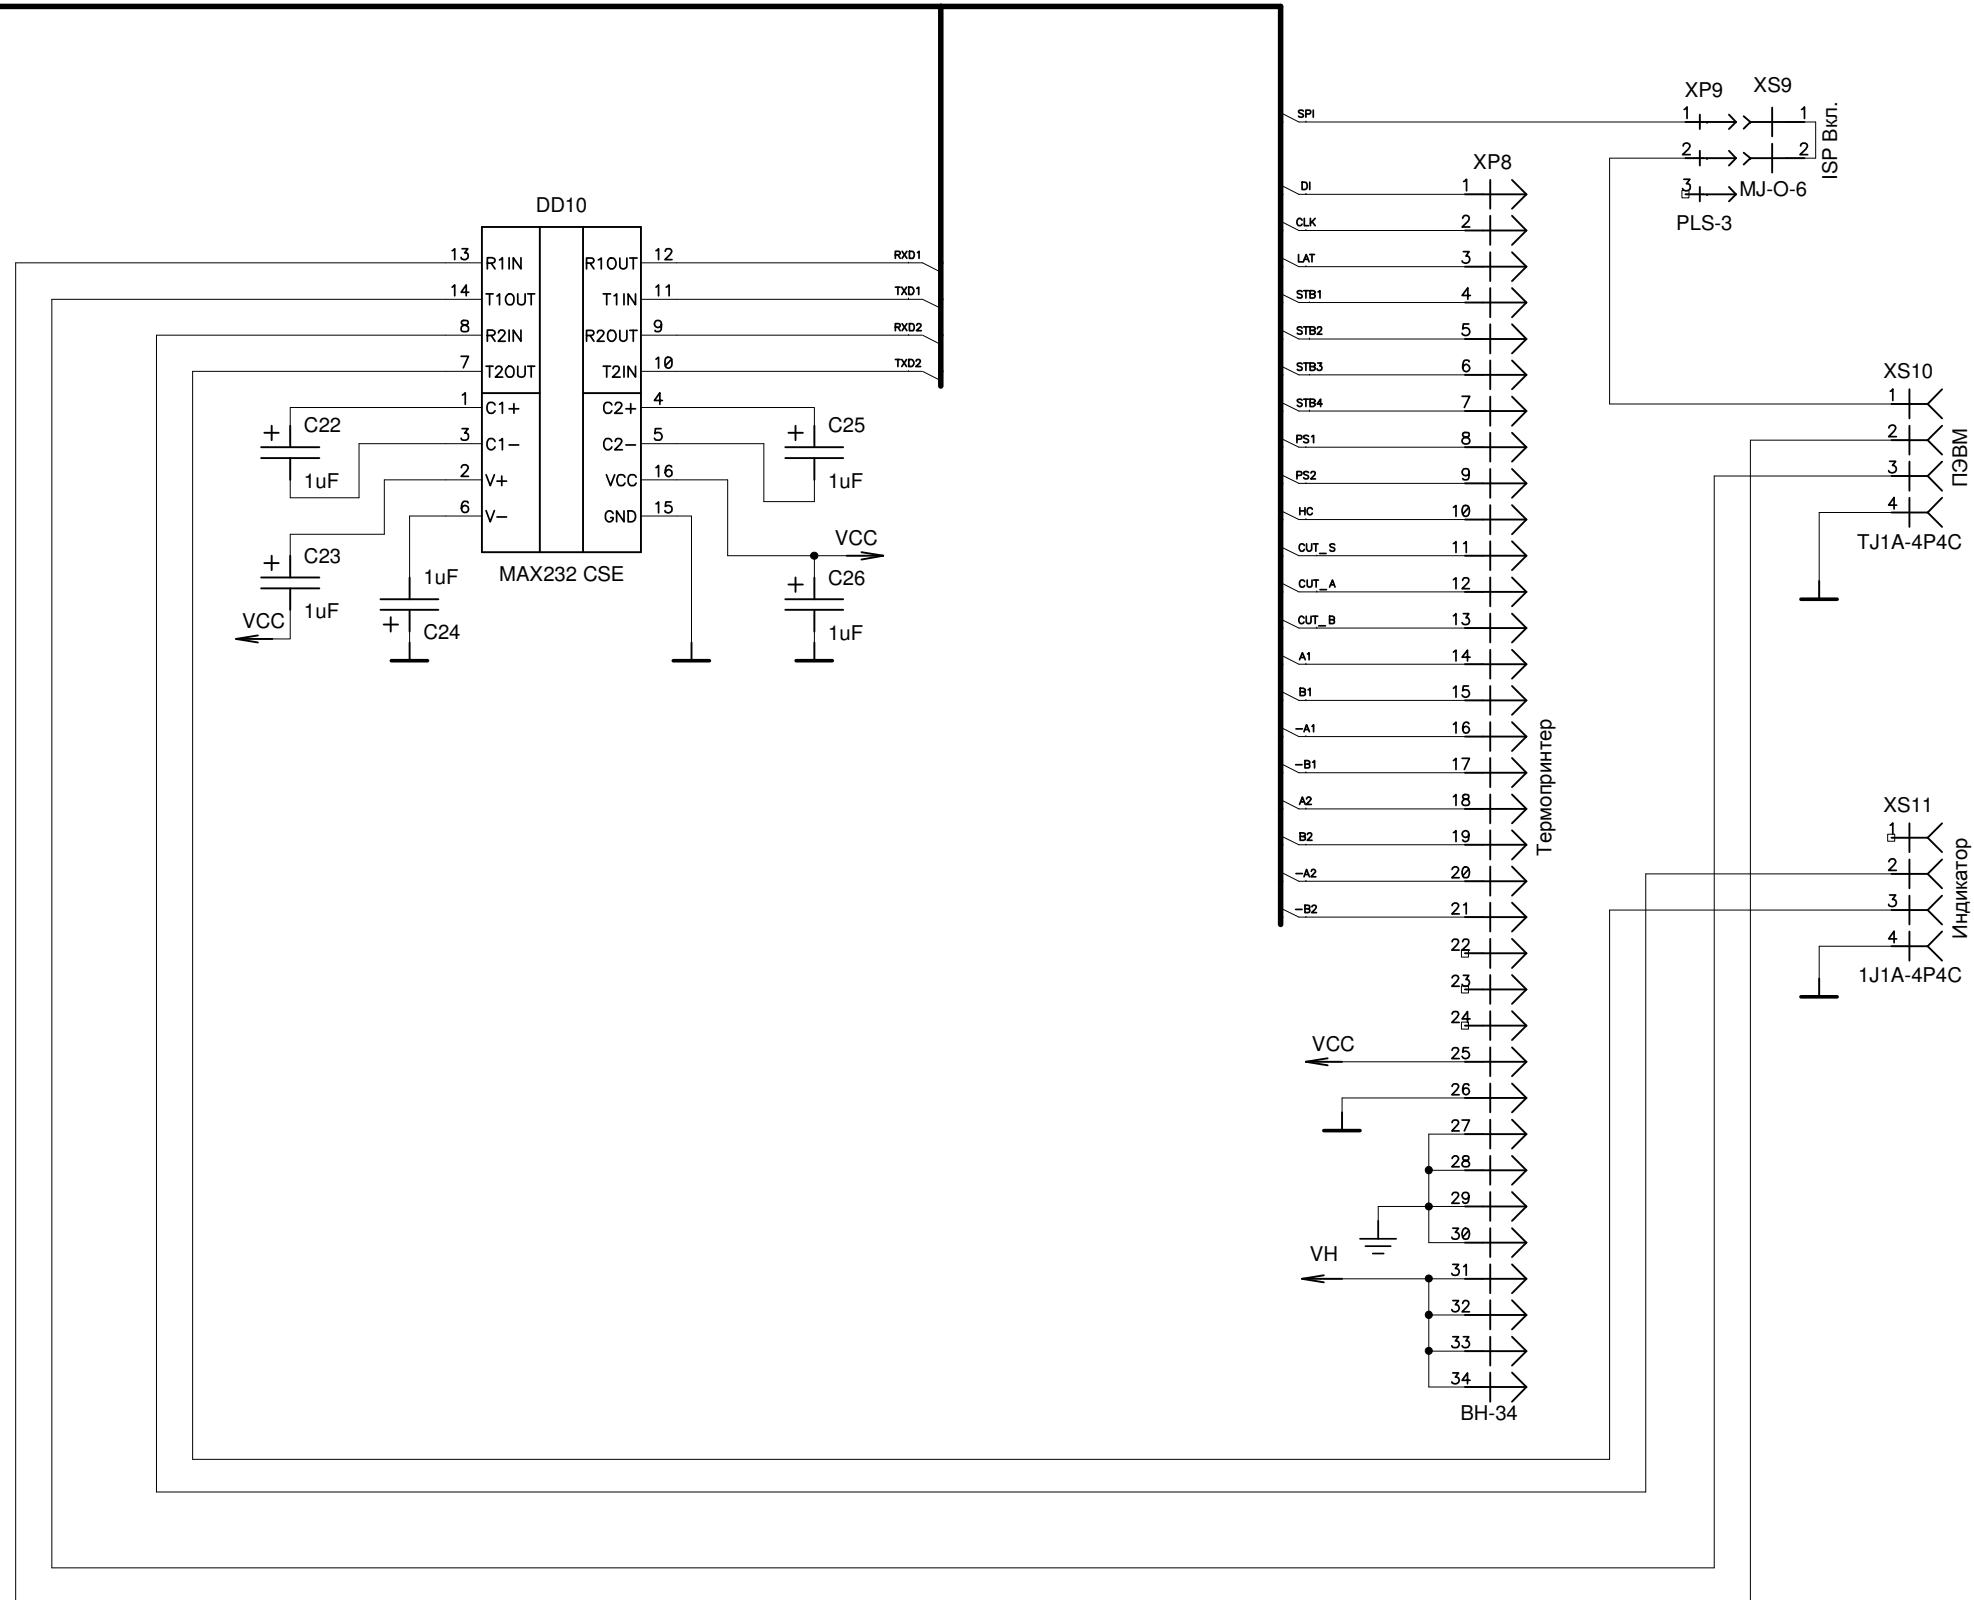 DD10
13 R1IN R1OUT 12 RXD1
14 T1OUT T1IN 11 TXD1
8 R2IN R2OUT 9 RXD2
7 T2OUT T2IN 10 TXD2
1 C1+ C2+ 4
3 C1- C2- 5
2 V+ VCC 16
6 V- GND 15
MAX232 CSE
+ C22
1uF
+ C23
1uF
VCC
1uF
+ C24
+ C25
1uF
VCC
+ C26
1uF
SPI
XP8
DI 1
CLK 2
LAT 3
STB1 4
STB2 5
STB3 6
STB4 7
PS1 8
PS2 9
HC 10
CUT_S 11
CUT_A 12
CUT_B 13
A1 14
B1 15
-A1 16
-B1 17
A2 18
B2 19
-A2 20
-B2 21
22
23
24
VCC 25
26
27
28
29
30
VH 31
32
33
34
BH-34
Термопринтер
XP9 XS9
1 1
2 2
3 MJ-O-6
PLS-3
ISP Вкл.
XS10
1
2
3
4
TJ1A-4P4C
ПЭВМ
XS11
1
2
3
4
1J1A-4P4C
Индикатор